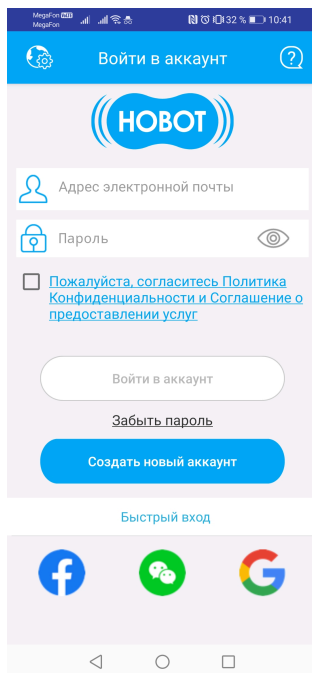 MegaFon
MegaFon
32 % 10:41
Войти в аккаунт
HOBOT
Адрес электронной почты
Пароль
Пожалуйста, согласитесь Политика
Конфиденциальности и Соглашение о
предоставлении услуг
Войти в аккаунт
Забыть пароль
Создать новый аккаунт
Быстрый вход